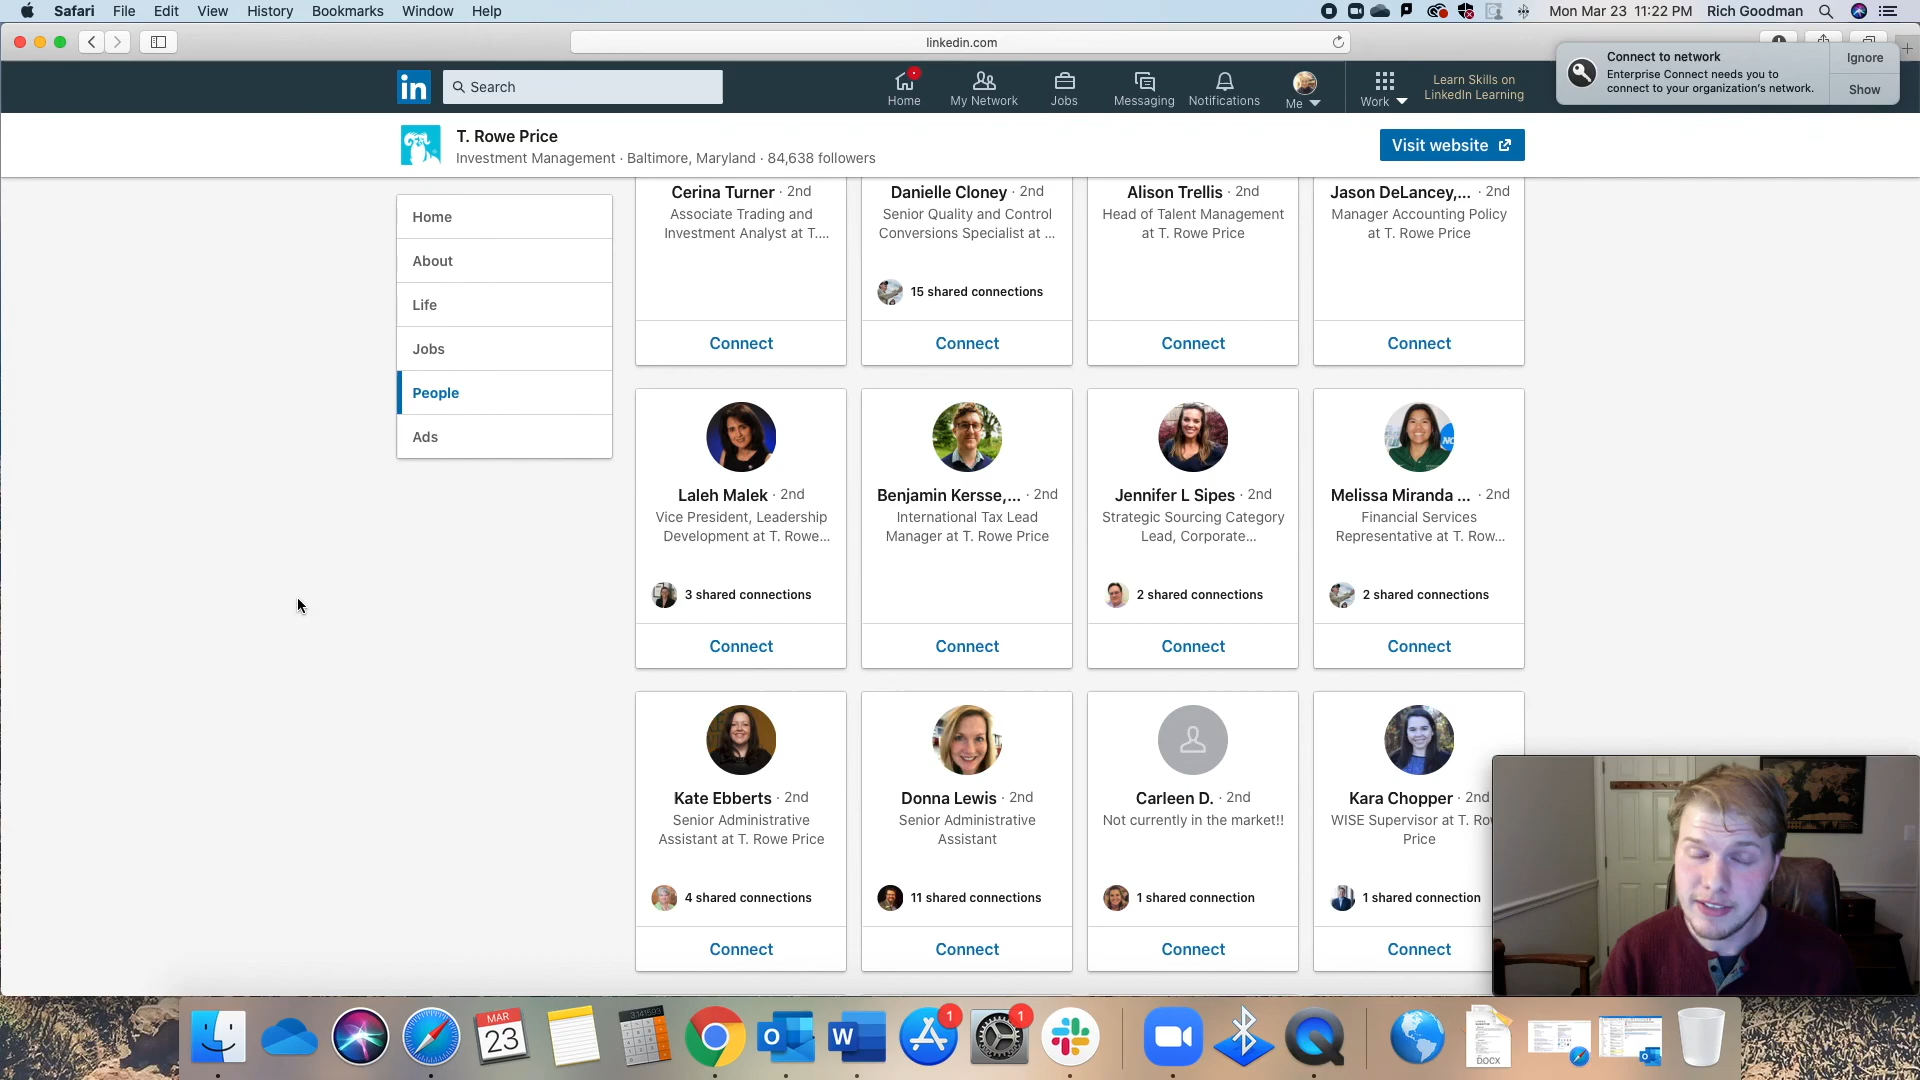 Safari File Edit View History Bookmarks Window Help
Mon Mar 23 11:22 PM Rich Goodman
linkedin.com
Connect to network
Enterprise Connect needs you to
connect to your organization's network.
Ignore
Show
in
Search
Home
My Network
Jobs
Messaging
Notifications
Me
Work
Learn Skills on
LinkedIn Learning
T. Rowe Price
Investment Management · Baltimore, Maryland · 84,638 followers
Visit website
Home
About
Life
Jobs
People
Ads
Cerina Turner · 2nd
Associate Trading and
Investment Analyst at T....
Connect
Danielle Cloney · 2nd
Senior Quality and Control
Conversions Specialist at ...
15 shared connections
Connect
Alison Trellis · 2nd
Head of Talent Management
at T. Rowe Price
Connect
Jason DeLancey,... · 2nd
Manager Accounting Policy
at T. Rowe Price
Connect
Laleh Malek · 2nd
Vice President, Leadership
Development at T. Rowe...
3 shared connections
Connect
Benjamin Kersse,... · 2nd
International Tax Lead
Manager at T. Rowe Price
Connect
Jennifer L Sipes · 2nd
Strategic Sourcing Category
Lead, Corporate...
2 shared connections
Connect
Melissa Miranda ... · 2nd
Financial Services
Representative at T. Row...
2 shared connections
Connect
Kate Ebberts · 2nd
Senior Administrative
Assistant at T. Rowe Price
4 shared connections
Connect
Donna Lewis · 2nd
Senior Administrative
Assistant
11 shared connections
Connect
Carleen D. · 2nd
Not currently in the market!!
1 shared connection
Connect
Kara Chopper · 2nd
WISE Supervisor at T. Ro
Price
1 shared connection
Connect
MAR
23
3.141593
O
W
1
1
DOCX